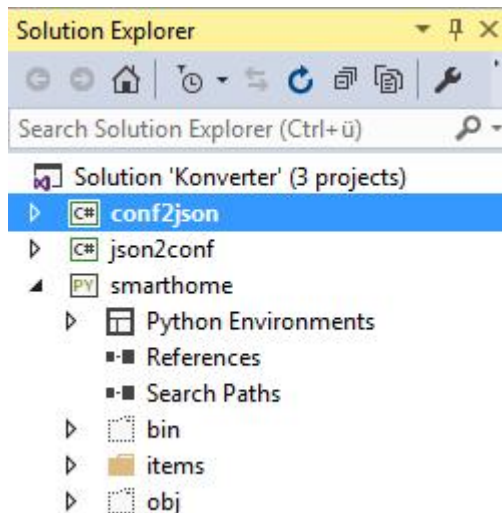 Solution Explorer
Search Solution Explorer (Ctrl+ü)
Solution 'Konverter' (3 projects)
C# conf2json
C# json2conf
PY smarthome
Python Environments
References
Search Paths
bin
items
obj